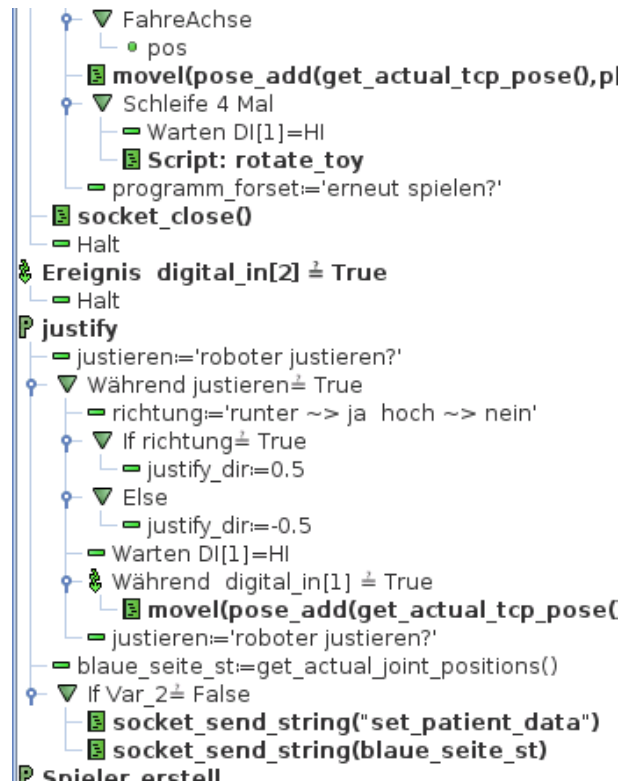 FahreAchse
pos
movel(pose_add(get_actual_tcp_pose(),p
Schleife 4 Mal
Warten DI[1]=HI
Script: rotate_toy
programm_forset:='erneut spielen?'
socket_close()
Halt
Ereignis digital_in[2] ≟ True
Halt
P justify
justieren:='roboter justieren?'
Während justieren≟ True
richtung:='runter ~> ja hoch ~> nein'
If richtung≟ True
justify_dir:=0.5
Else
justify_dir:=-0.5
Warten DI[1]=HI
Während digital_in[1] ≟ True
movel(pose_add(get_actual_tcp_pose()
justieren:='roboter justieren?'
blaue_seite_st:=get_actual_joint_positions()
If Var_2≟ False
socket_send_string("set_patient_data")
socket_send_string(blaue_seite_st)
P Spieler_erstell